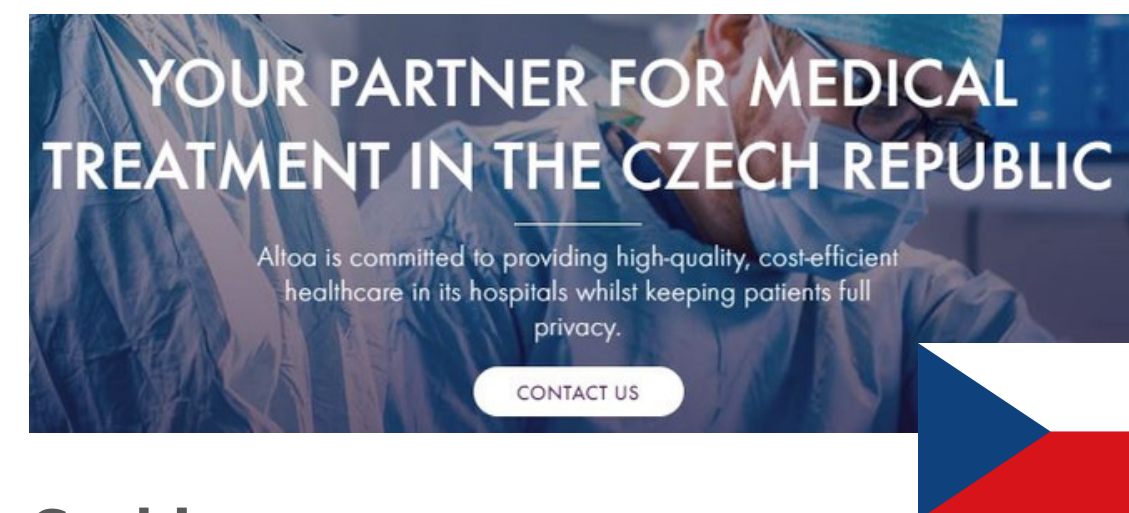 YOUR PARTNER FOR MEDICAL
TREATMENT IN THE CZECH REPUBLIC
Altoa is committed to providing high-quality, cost-efficient
healthcare in its hospitals whilst keeping patients full
privacy.
CONTACT US